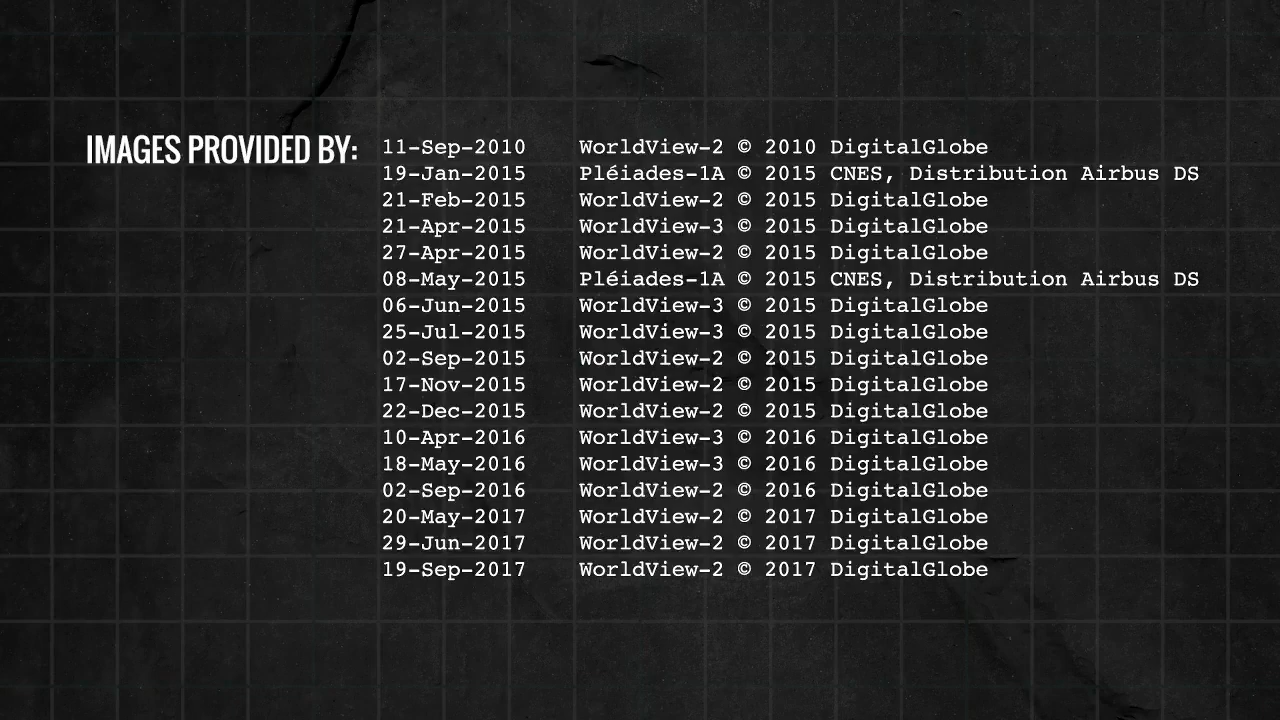 IMAGES PROVIDED BY:
11-Sep-2010 WorldView-2 © 2010 DigitalGlobe
19-Jan-2015 Pléiades-1A © 2015 CNES, Distribution Airbus DS
21-Feb-2015 WorldView-2 © 2015 DigitalGlobe
21-Apr-2015 WorldView-3 © 2015 DigitalGlobe
27-Apr-2015 WorldView-2 © 2015 DigitalGlobe
08-May-2015 Pléiades-1A © 2015 CNES, Distribution Airbus DS
06-Jun-2015 WorldView-3 © 2015 DigitalGlobe
25-Jul-2015 WorldView-3 © 2015 DigitalGlobe
02-Sep-2015 WorldView-2 © 2015 DigitalGlobe
17-Nov-2015 WorldView-2 © 2015 DigitalGlobe
22-Dec-2015 WorldView-2 © 2015 DigitalGlobe
10-Apr-2016 WorldView-3 © 2016 DigitalGlobe
18-May-2016 WorldView-3 © 2016 DigitalGlobe
02-Sep-2016 WorldView-2 © 2016 DigitalGlobe
20-May-2017 WorldView-2 © 2017 DigitalGlobe
29-Jun-2017 WorldView-2 © 2017 DigitalGlobe
19-Sep-2017 WorldView-2 © 2017 DigitalGlobe